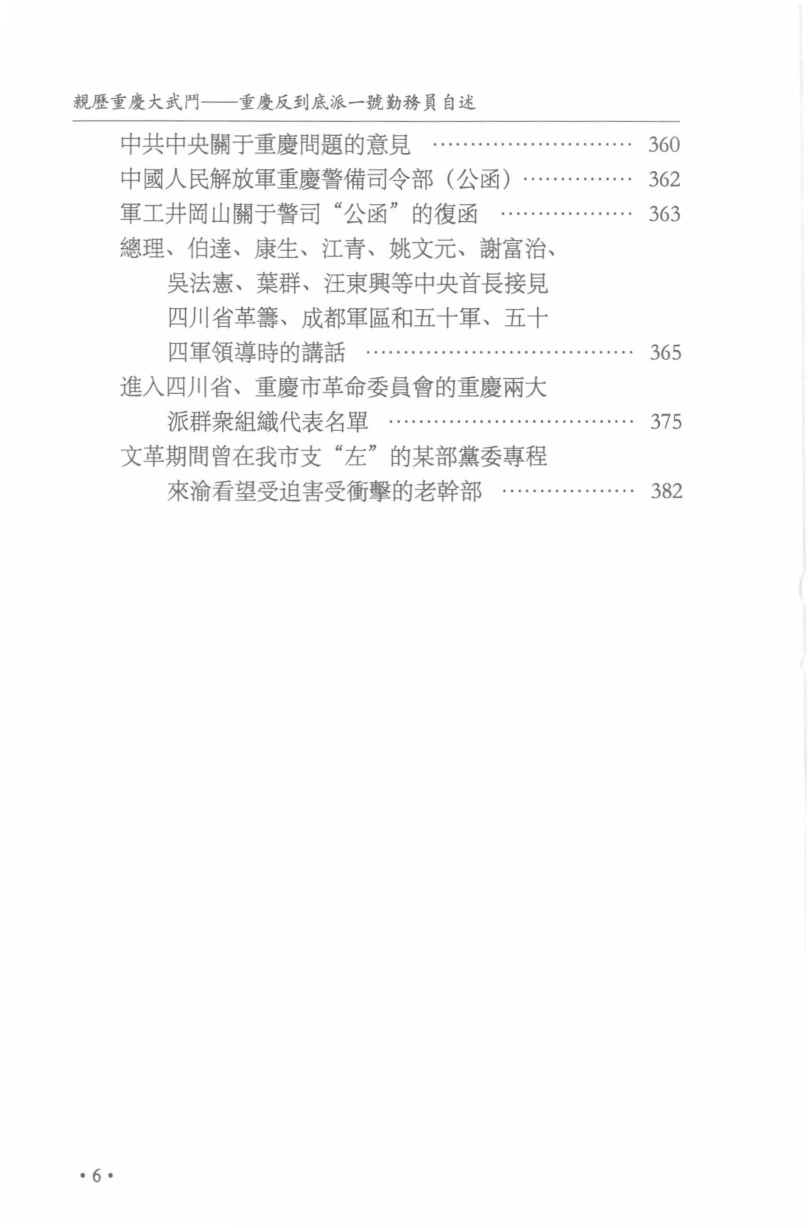 親歷重慶大武鬥——重慶反到底派一號勤務員自述
中共中央關于重慶問題的意見 ………………………… 360
中國人民解放軍重慶警備司令部（公函）…………… 362
軍工井岡山關于警司“公函”的復函 ……………… 363
總理、伯達、康生、江青、姚文元、謝富治、
吳法憲、葉群、汪東興等中央首長接見
四川省革籌、成都軍區和五十軍、五十
四軍領導時的講話 ……………………………… 365
進入四川省、重慶市革命委員會的重慶兩大
派群衆組織代表名單 …………………………… 375
文革期間曾在我市支“左”的某部黨委專程
來渝看望受迫害受衝擊的老幹部 ……………… 382
·6·